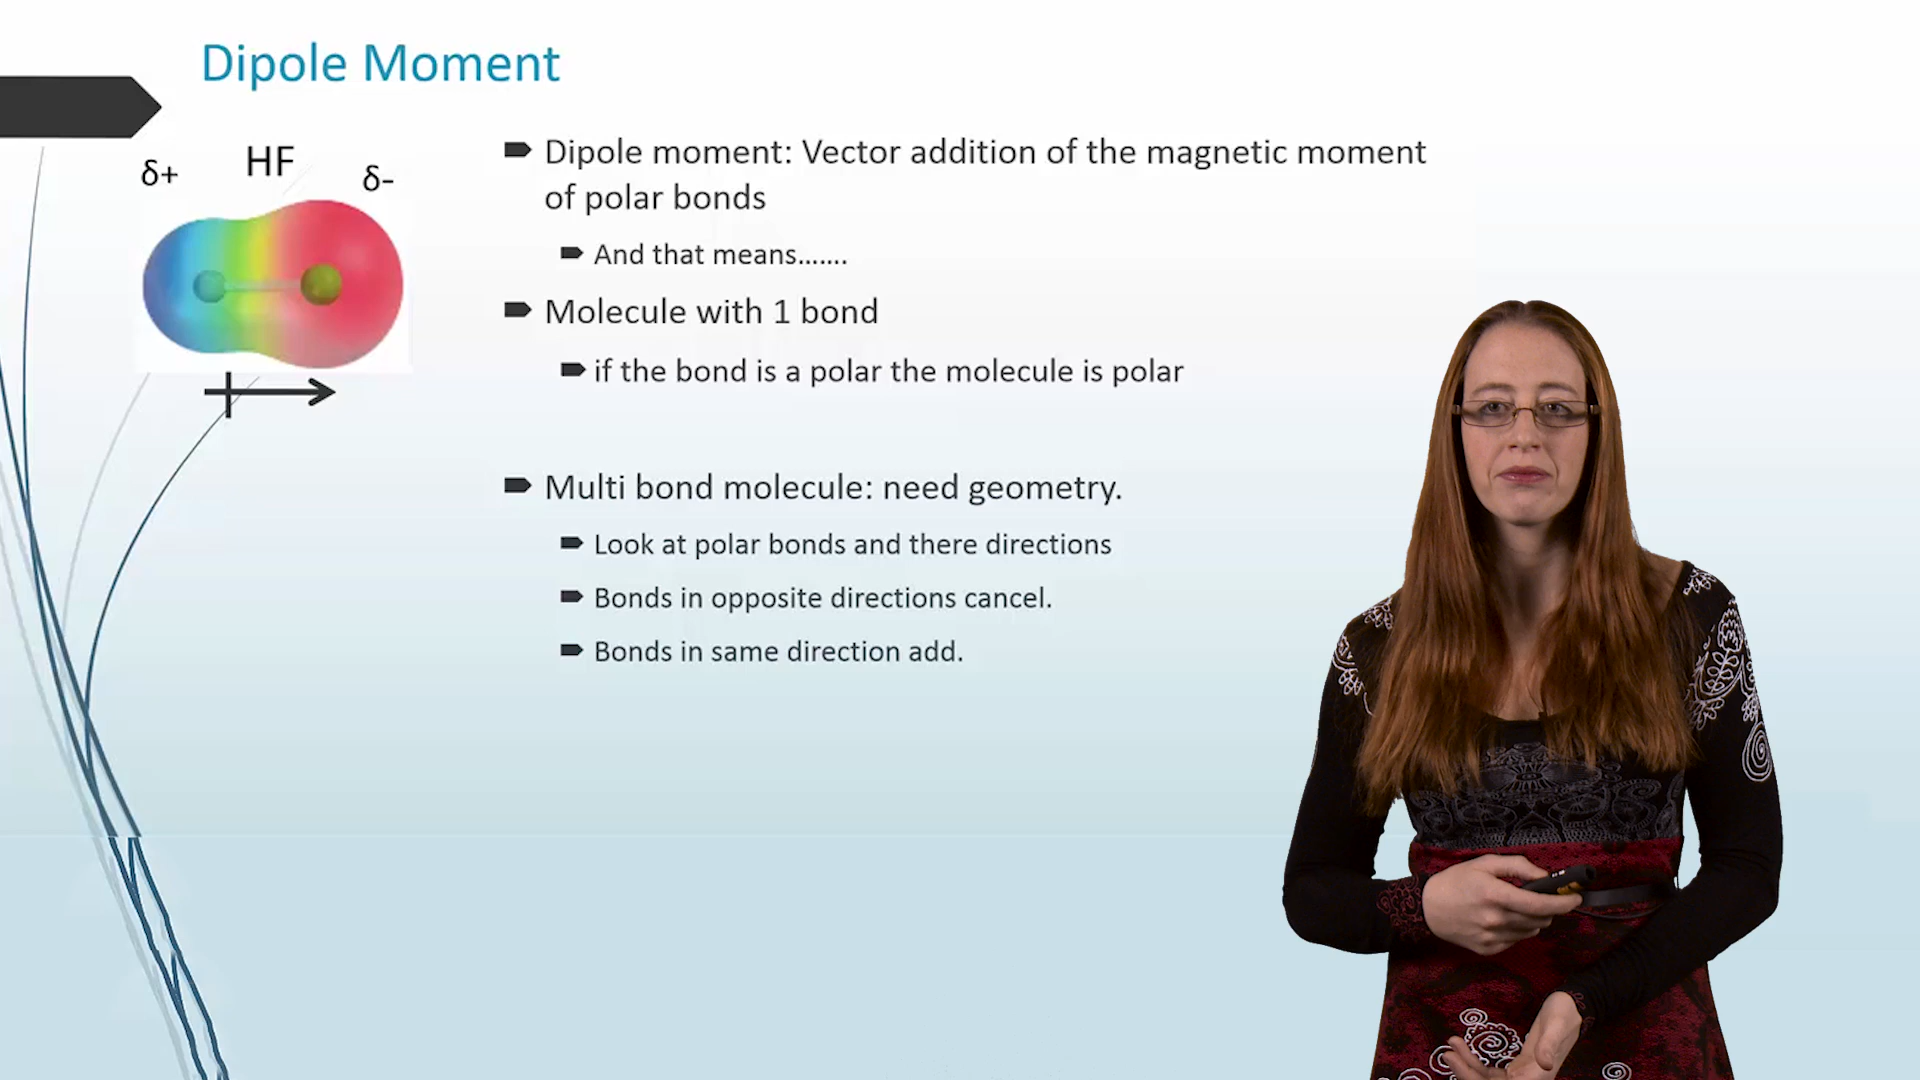 Dipole Moment
δ+
HF
δ-
Dipole moment: Vector addition of the magnetic moment
of polar bonds
And that means.......
Molecule with 1 bond
if the bond is a polar the molecule is polar
Multi bond molecule: need geometry.
Look at polar bonds and there directions
Bonds in opposite directions cancel.
Bonds in same direction add.